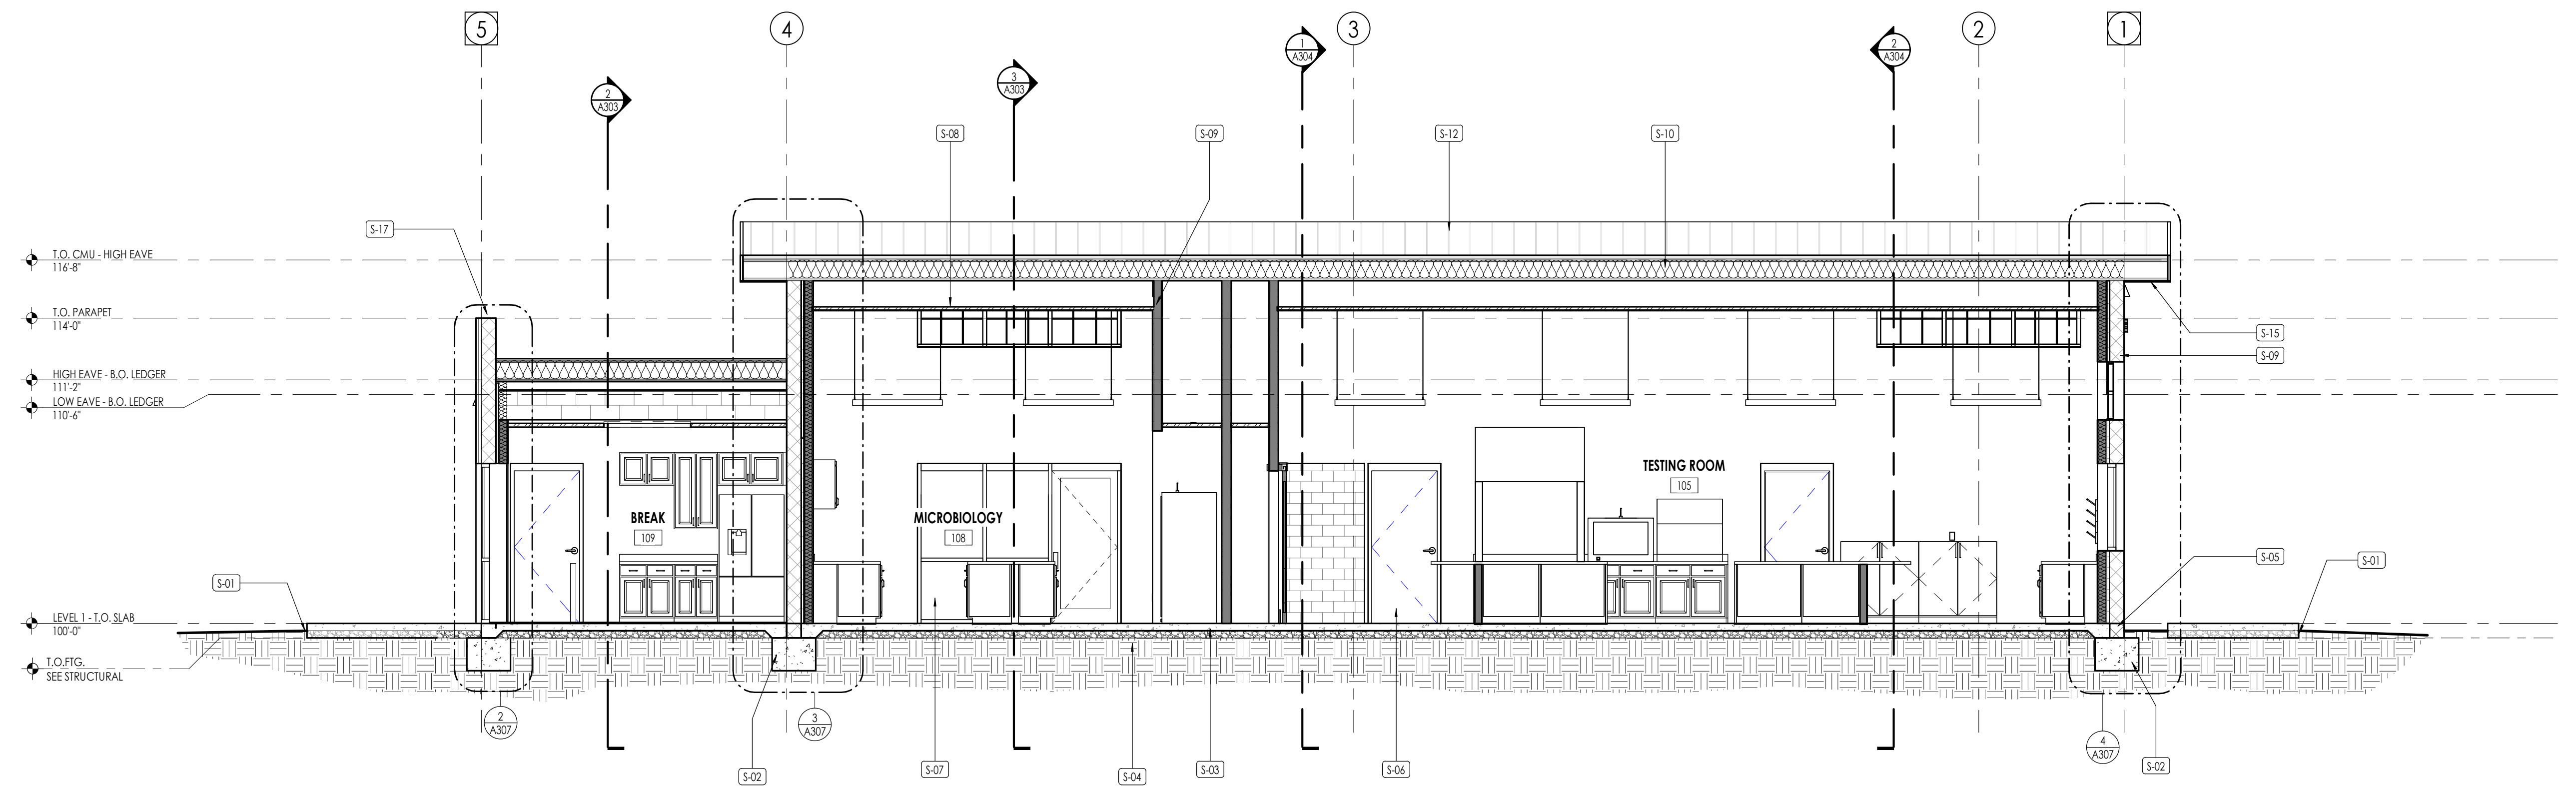 5
4
3
2
1
2
A303
3
A303
1
A304
2
A304
S-08
S-09
S-12
S-10
S-17
T.O. CMU - HIGH EAVE
116'-8"
T.O. PARAPET
114'-0"
S-15
S-09
HIGH EAVE - B.O. LEDGER
111'-2"
LOW EAVE - B.O. LEDGER
110'-6"
TESTING ROOM
105
BREAK
109
MICROBIOLOGY
108
S-01
S-05
S-01
LEVEL 1 - T.O. SLAB
100'-0"
T.O.FTG.
SEE STRUCTURAL
2
A307
3
A307
4
A307
S-02
S-07
S-04
S-03
S-06
S-02